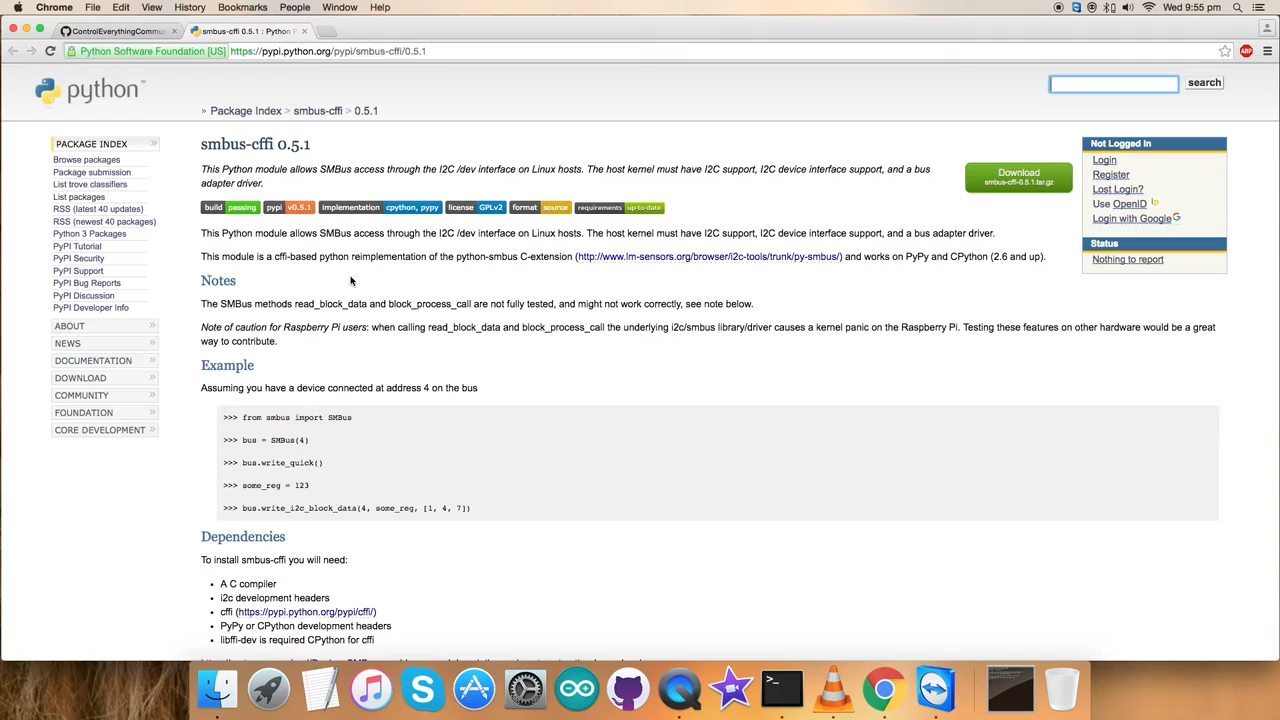 Chrome File Edit View History Bookmarks People Window Help Wed 9:55 pm
ControlEverythingCommu smbus-cffi 0.5.1 : Python
Python Software Foundation [US] https://pypi.python.org/pypi/smbus-cffi/0.5.1 ABP
python™
search
» Package Index > smbus-cffi > 0.5.1
PACKAGE INDEX »
Browse packages
Package submission
List trove classifiers
List packages
RSS (latest 40 updates)
RSS (newest 40 packages)
Python 3 Packages
PyPI Tutorial
PyPI Security
PyPI Support
PyPI Bug Reports
PyPI Discussion
PyPI Developer Info
ABOUT »
NEWS »
DOCUMENTATION »
DOWNLOAD »
COMMUNITY »
FOUNDATION »
CORE DEVELOPMENT »
smbus-cffi 0.5.1
This Python module allows SMBus access through the I2C /dev interface on Linux hosts. The host kernel must have I2C support, I2C device interface support, and a bus
adapter driver.
Download
smbus-cffi-0.5.1.tar.gz
build passing pypi v0.5.1 implementation cpython, pypy license GPLv2 format source requirements up-to-date
This Python module allows SMBus access through the I2C /dev interface on Linux hosts. The host kernel must have I2C support, I2C device interface support, and a bus adapter driver.
This module is a cffi-based python reimplementation of the python-smbus C-extension (http://www.lm-sensors.org/browser/i2c-tools/trunk/py-smbus/) and works on PyPy and CPython (2.6 and up).
Notes
The SMBus methods read_block_data and block_process_call are not fully tested, and might not work correctly, see note below.
Note of caution for Raspberry Pi users: when calling read_block_data and block_process_call the underlying i2c/smbus library/driver causes a kernel panic on the Raspberry Pi. Testing these features on other hardware would be a great
way to contribute.
Example
Assuming you have a device connected at address 4 on the bus
>>> from smbus import SMBus
>>> bus = SMBus(4)
>>> bus.write_quick()
>>> some_reg = 123
>>> bus.write_i2c_block_data(4, some_reg, [1, 4, 7])
Dependencies
To install smbus-cffi you will need:
• A C compiler
• i2c development headers
• cffi (https://pypi.python.org/pypi/cffi/)
• PyPy or CPython development headers
• libffi-dev is required CPython for cffi
Not Logged In
Login
Register
Lost Login?
Use OpenID
Login with Google
Status
Nothing to report